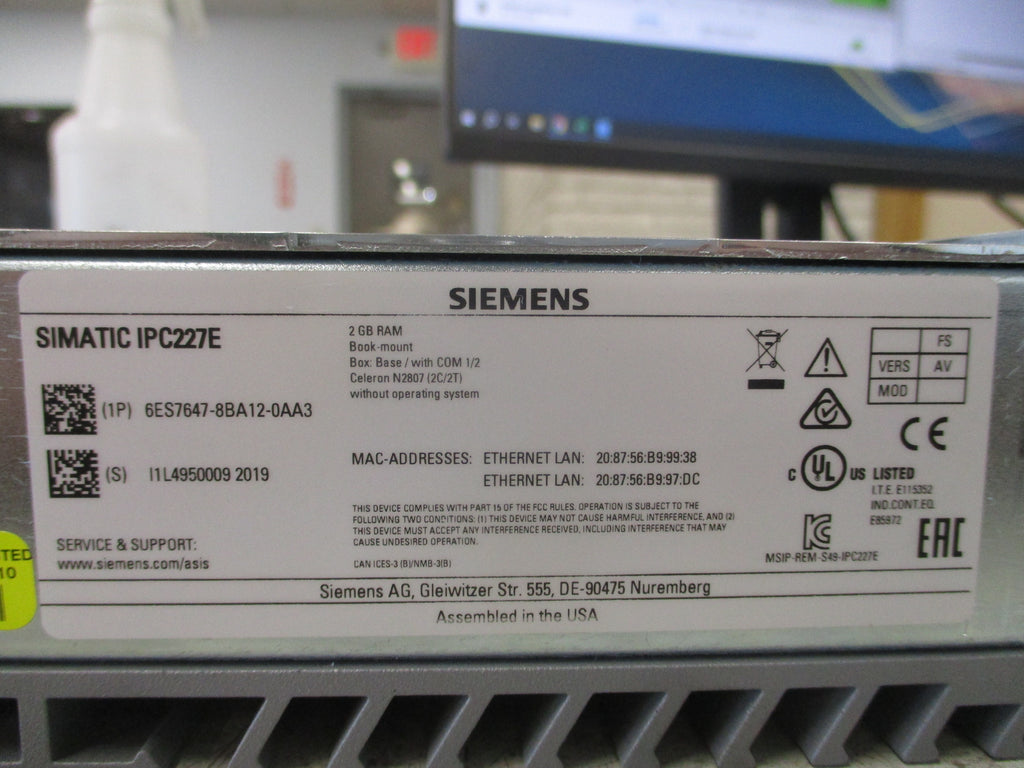 SIEMENS
SIMATIC IPC227E
2 GB RAM
Book-mount
Box: Base / with COM 1/2
Celeron N2807 (2C/2T)
without operating system
(1P) 6ES7647-8BA12-0AA3
(S) I1L4950009 2019
MAC-ADDRESSES: ETHERNET LAN: 20:87:56:B9:99:38
ETHERNET LAN: 20:87:56:B9:97:DC
THIS DEVICE COMPLIES WITH PART 15 OF THE FCC RULES. OPERATION IS SUBJECT TO THE
FOLLOWING TWO CONDITIONS: (1) THIS DEVICE MAY NOT CAUSE HARMFUL INTERFERENCE, AND (2)
THIS DEVICE MUST ACCEPT ANY INTERFERENCE RECEIVED, INCLUDING INTERFERENCE THAT MAY
CAUSE UNDESIRED OPERATION.
CAN ICES-3 (B)/NMB-3(B)
SERVICE & SUPPORT:
www.siemens.com/asis
FS
VERS AV
MOD
CE
C UL US LISTED
I.T.E. E115352
IND.CONT.EQ.
E85972
EAC
MSIP-REM-S49-IPC227E
Siemens AG, Gleiwitzer Str. 555, DE-90475 Nuremberg
Assembled in the USA
TED
10